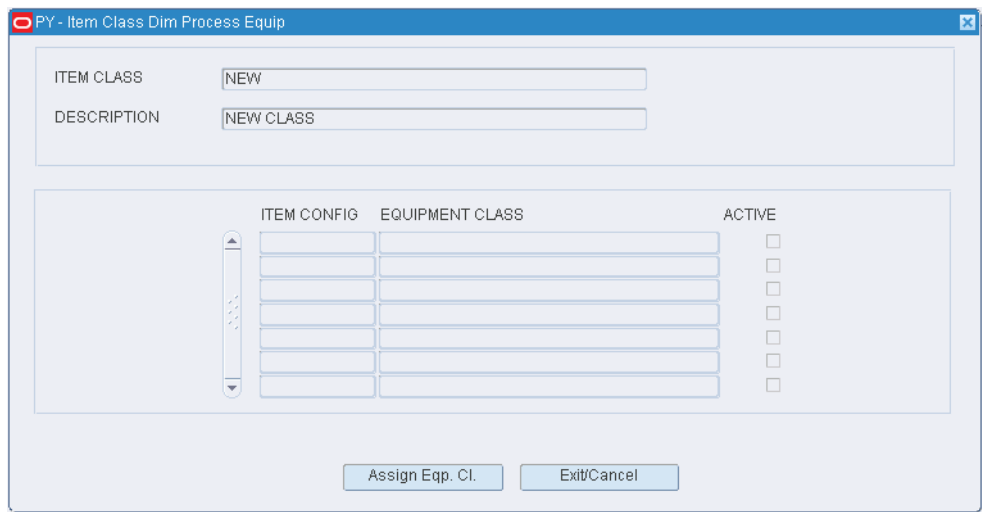 PY - Item Class Dim Process Equip
ITEM CLASS NEW
DESCRIPTION NEW CLASS
ITEM CONFIG EQUIPMENT CLASS ACTIVE
Assign Eqp. Cl. Exit/Cancel